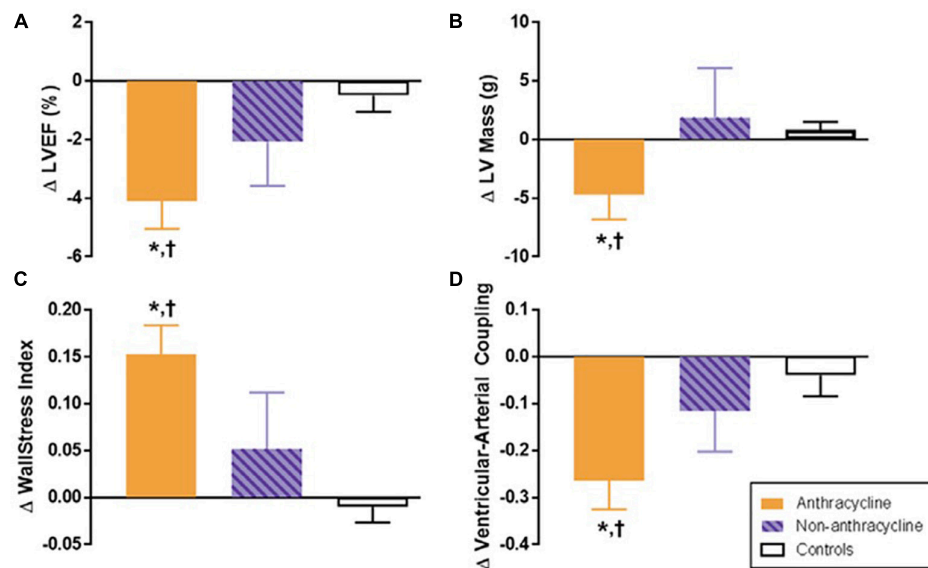 A
Δ LVEF (%)
2
0
-2
-4
-6
*,†
B
Δ LV Mass (g)
10
5
0
-5
-10
*,†
C
Δ WallStress Index
0.20
0.15
0.10
0.05
0.00
-0.05
*,†
D
Δ Ventricular-Arterial Coupling
0.1
0.0
-0.1
-0.2
-0.3
-0.4
*,†
Anthracycline
Non-anthracycline
Controls